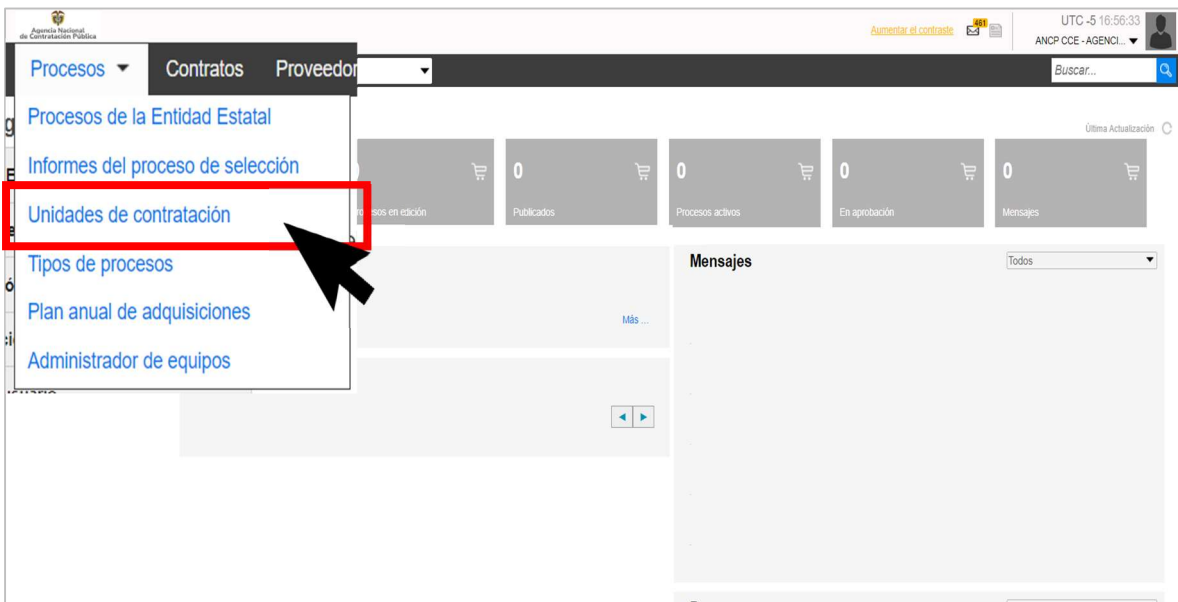 Agencia Nacional
de Contratación Pública
Aumentar el contraste
461
UTC -5 16:56:33
ANCP CCE - AGENCI...
Procesos
Contratos
Proveedor
Buscar...
Procesos de la Entidad Estatal
Informes del proceso de selección
Unidades de contratación
Tipos de procesos
Plan anual de adquisiciones
Administrador de equipos
Última Actualización
en edición
0
Publicados
0
Procesos activos
0
En aprobación
0
Mensajes
Mensajes
Todos
Más ...